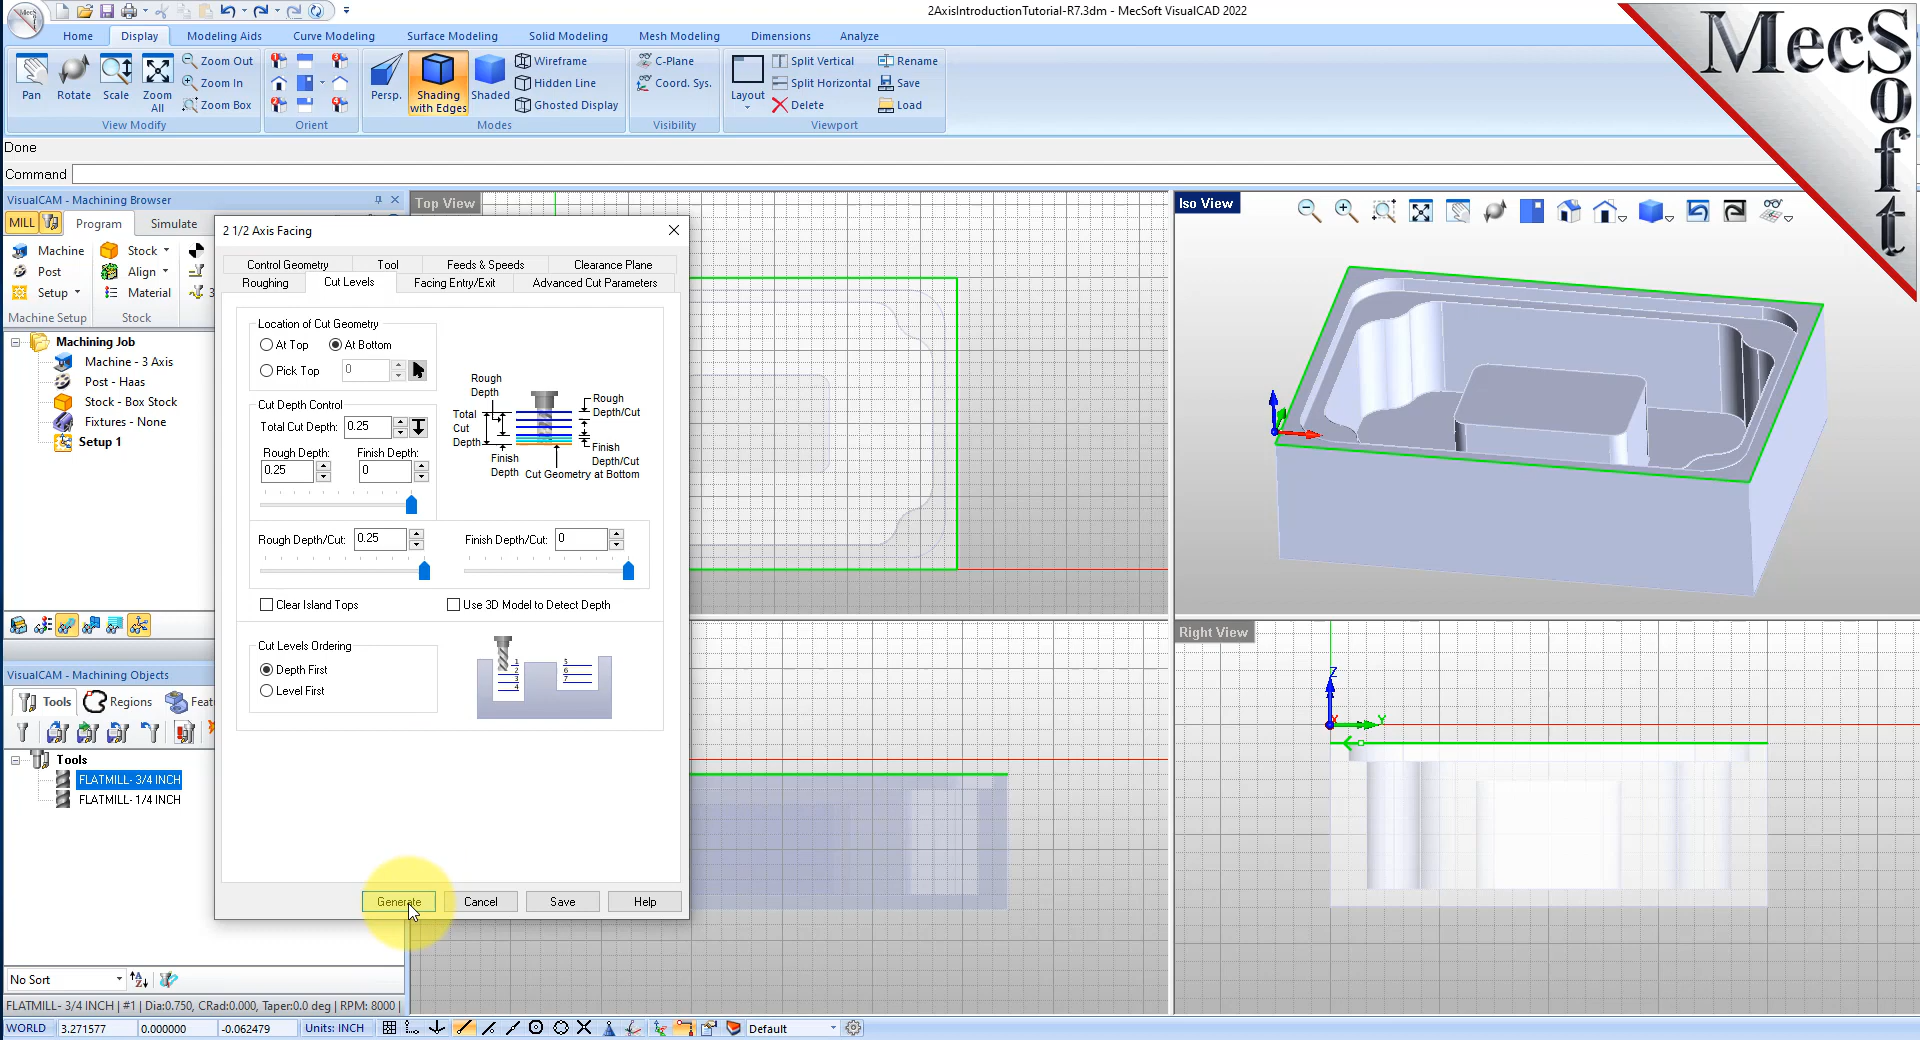 2AxisIntroductionTutorial-R7.3dm - MecSoft VisualCAD 2022
Home Display Modeling Aids Curve Modeling Surface Modeling Solid Modeling Mesh Modeling Dimensions Analyze
Pan Rotate Scale Zoom All Zoom Out Zoom In Zoom Box
View Modify
Orient
Persp. Shading with Edges Shaded Wireframe Hidden Line Ghosted Display
Modes
C-Plane
Coord. Sys.
Visibility
Layout Split Vertical Split Horizontal Delete Rename Save Load
Viewport
MecSoft
Done
Command
VisualCAM - Machining Browser
MILL Program Simulate
Machine Stock
Post Align
Setup Material 3
Machine Setup Stock
Machining Job
Machine - 3 Axis
Post - Haas
Stock - Box Stock
Fixtures - None
Setup 1
VisualCAM - Machining Objects
Tools Regions Feat
Tools
FLATMILL- 3/4 INCH
FLATMILL- 1/4 INCH
No Sort
FLATMILL- 3/4 INCH | #1 | Dia:0.750, CRad:0.000, Taper:0.0 deg | RPM: 8000 |
WORLD 3.271577 0.000000 -0.062479 Units: INCH Default
2 1/2 Axis Facing
Control Geometry Tool Feeds & Speeds Clearance Plane
Roughing Cut Levels Facing Entry/Exit Advanced Cut Parameters
Location of Cut Geometry
At Top At Bottom
Pick Top 0
Cut Depth Control
Total Cut Depth: 0.25
Rough Depth: Finish Depth:
0.25 0
Rough Depth/Cut: 0.25 Finish Depth/Cut: 0
Rough Depth
Total Cut Depth
Rough Depth/Cut
Finish Depth
Finish Depth/Cut
Cut Geometry at Bottom
Clear Island Tops Use 3D Model to Detect Depth
Cut Levels Ordering
Depth First
Level First
1
2
3
4
5
6
7
Generate Cancel Save Help
Top View
Iso View
Right View
Z
X
Y